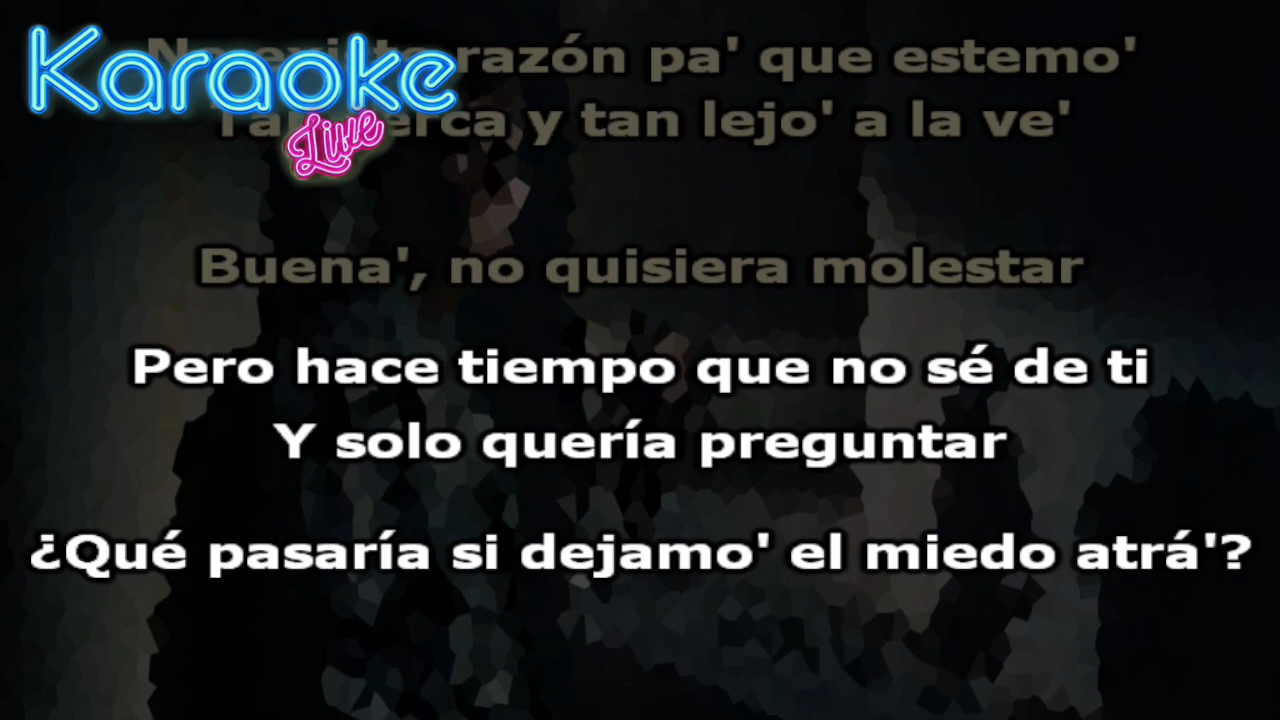 Karaoke
Live
razón pa' que estemo'
y tan lejo' a la ve'
Buena', no quisiera molestar
Pero hace tiempo que no sé de ti
Y solo quería preguntar
¿Qué pasaría si dejamo' el miedo atrá'?